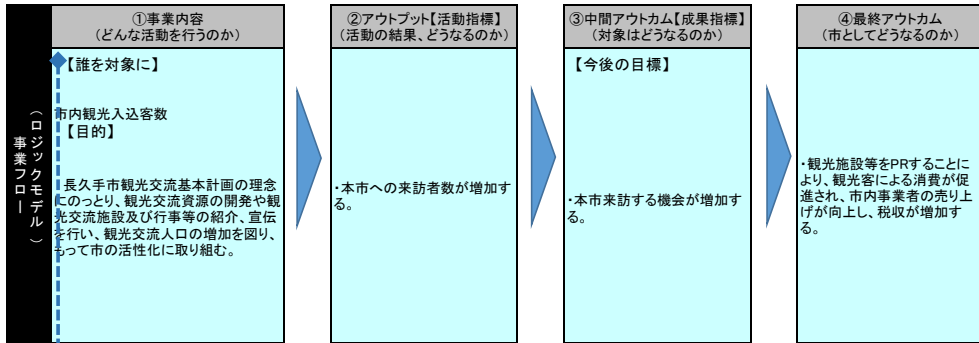 事業フロー
（ロジックモデル）
①事業内容
（どんな活動を行うのか）
【誰を対象に】
市内観光入込客数
【目的】
長久手市観光交流基本計画の理念
にのっとり、観光交流資源の開発や観
光交流施設及び行事等の紹介、宣伝
を行い、観光交流人口の増加を図り、
もって市の活性化に取り組む。
②アウトプット【活動指標】
（活動の結果、どうなるのか）
・本市への来訪者数が増加す
る。
③中間アウトカム【成果指標】
（対象はどうなるのか）
【今後の目標】
・本市来訪する機会が増加す
る。
④最終アウトカム
（市としてどうなるのか）
・観光施設等をPRすることに
より、観光客による消費が促
進され、市内事業者の売り上
げが向上し、税収が増加す
る。